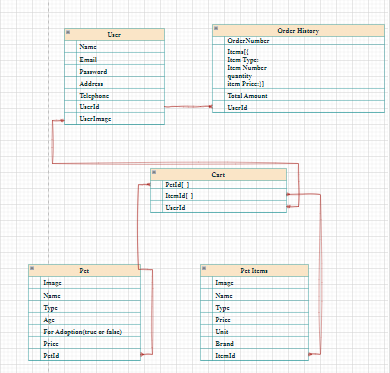 User
Name
Email
Password
Address
Telephone
UserId
UserImage
Order History
OrderNumber
Items[{
Item Type:
Item Number
quantity
item Price:}]
Total Amount
UserId
Cart
PetId[ ]
ItemId[ ]
UserId
Pet
Image
Name
Type
Age
For Adoption(true or false)
Price
PetId
Pet Items
Image
Name
Type
Price
Unit
Brand
ItemId